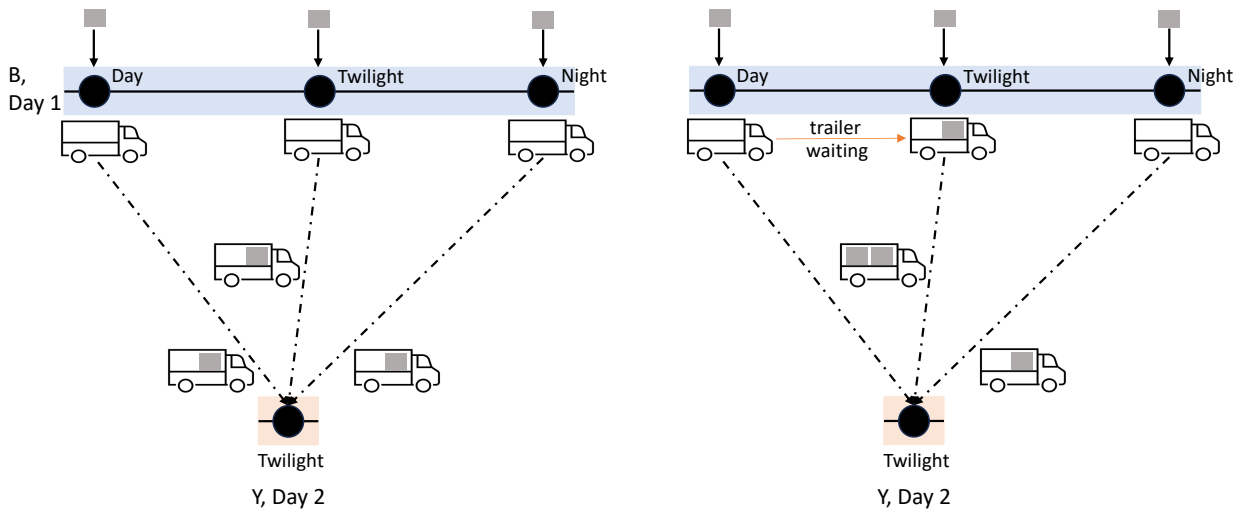 B,
Day 1
Day
Twilight
Night
Twilight
Y, Day 2
Day
Twilight
Night
trailer
waiting
Twilight
Y, Day 2